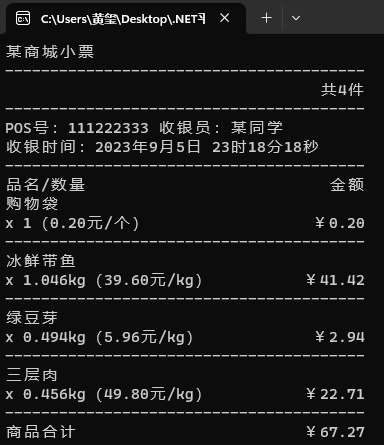 C:\Users\黄玺\Desktop\.NET平
某商城小票
--------------------------------------
共4件
--------------------------------------
POS号：111222333 收银员：某同学
收银时间：2023年9月5日 23时18分18秒
--------------------------------------
品名/数量 金额
购物袋
x 1 (0.20元/个) ￥0.20
--------------------------------------
冰鲜带鱼
x 1.046kg (39.60元/kg) ￥41.42
--------------------------------------
绿豆芽
x 0.494kg (5.96元/kg) ￥2.94
--------------------------------------
三层肉
x 0.456kg (49.80元/kg) ￥22.71
--------------------------------------
商品合计 ￥67.27